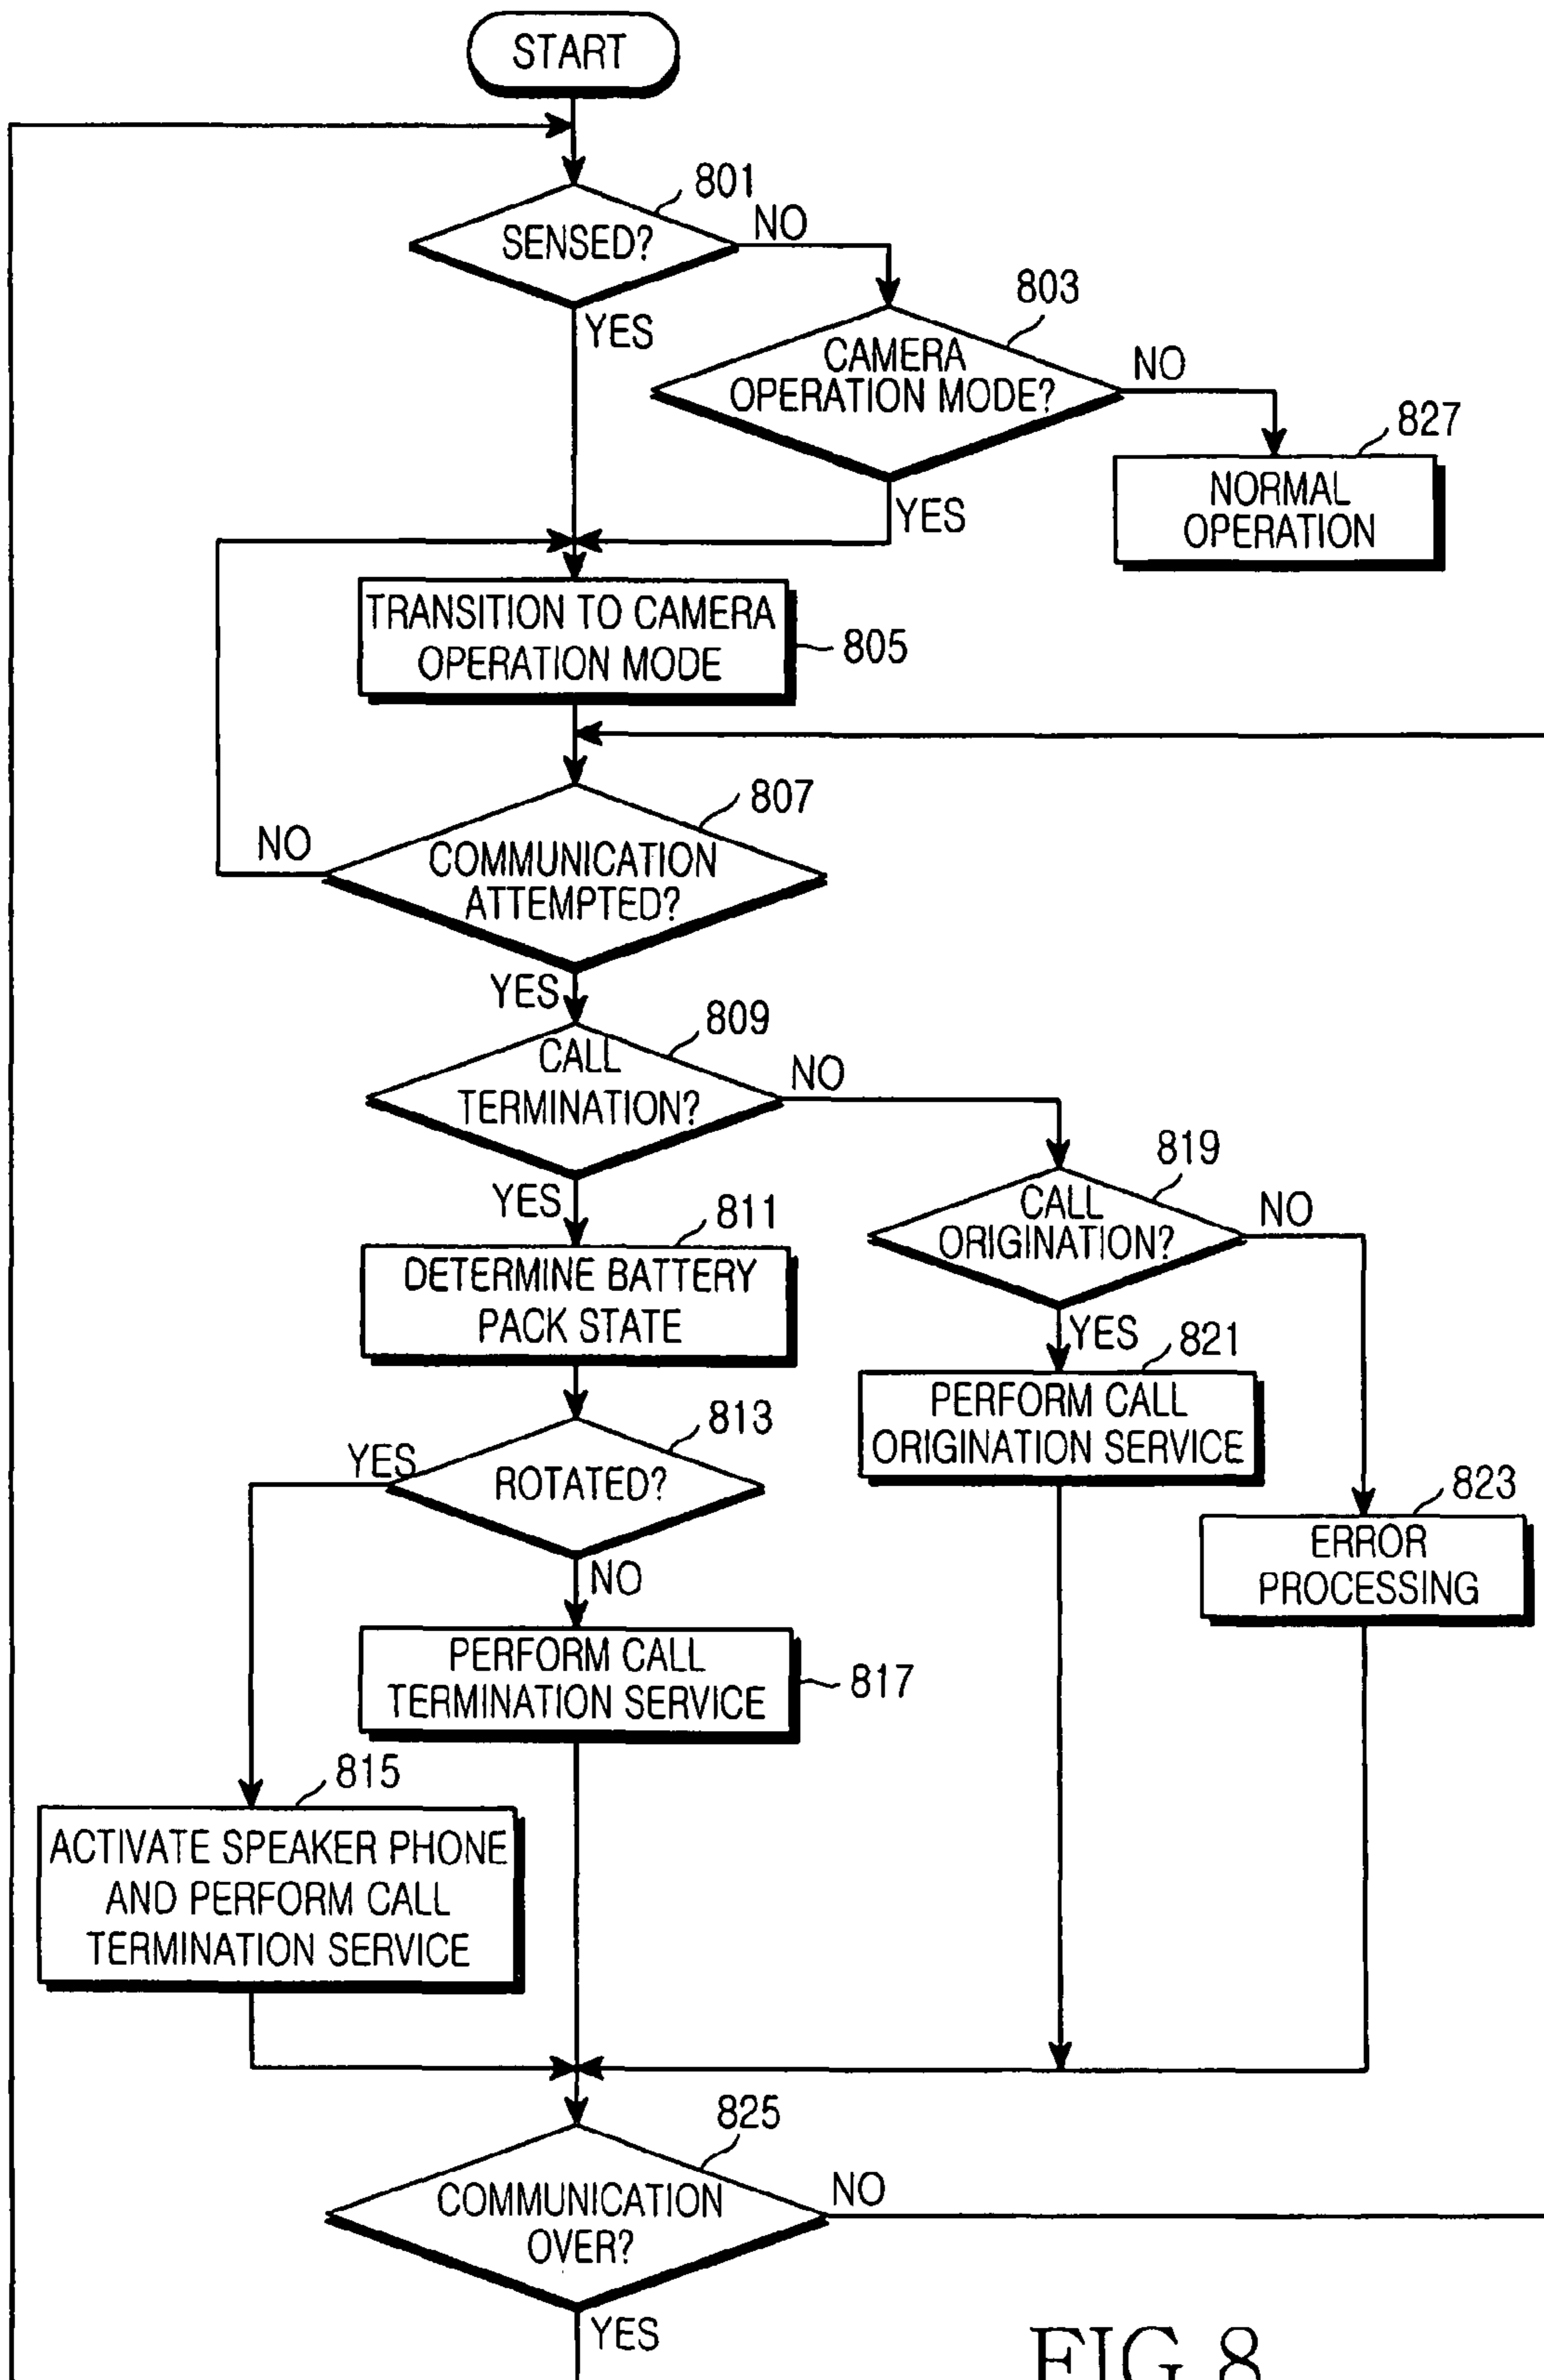 START
801
SENSED?
NO
YES
803
CAMERA
OPERATION MODE?
NO
YES
827
NORMAL
OPERATION
TRANSITION TO CAMERA
OPERATION MODE
805
807
NO
COMMUNICATION
ATTEMPTED?
YES
809
CALL
TERMINATION?
NO
YES
811
DETERMINE BATTERY
PACK STATE
819
CALL
ORIGINATION?
NO
YES
821
PERFORM CALL
ORIGINATION SERVICE
813
YES
ROTATED?
NO
823
ERROR
PROCESSING
PERFORM CALL
TERMINATION SERVICE
817
815
ACTIVATE SPEAKER PHONE
AND PERFORM CALL
TERMINATION SERVICE
825
COMMUNICATION
OVER?
NO
YES
FIG.8